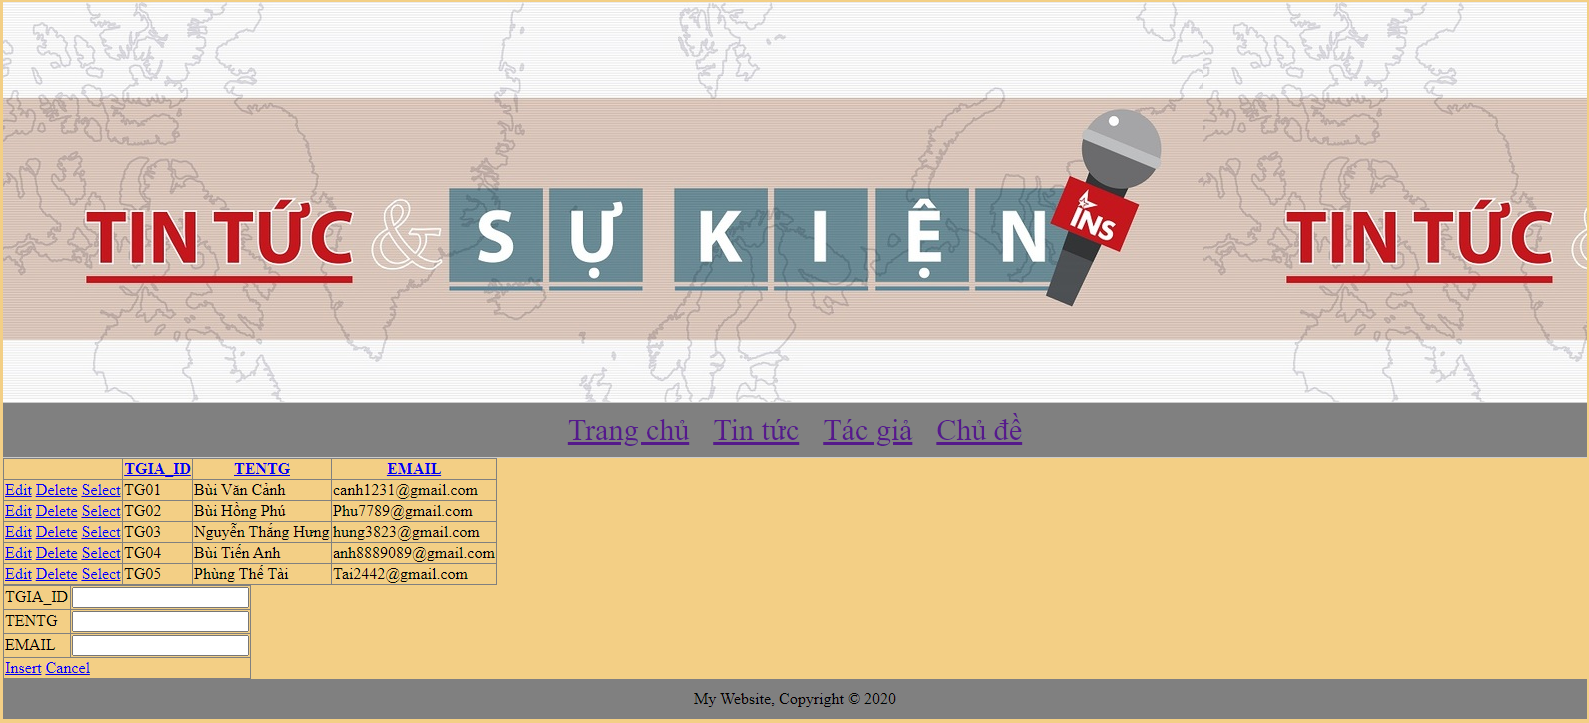 TIN TỨC & SỰ KIỆN INS TIN TỨC &
Trang chủ Tin tức Tác giả Chủ đề
TGIA_ID TENTG EMAIL
Edit Delete Select TG01 Bùi Văn Cảnh canh1231@gmail.com
Edit Delete Select TG02 Bùi Hồng Phú Phu7789@gmail.com
Edit Delete Select TG03 Nguyễn Thắng Hưng hung3823@gmail.com
Edit Delete Select TG04 Bùi Tiến Anh anh8889089@gmail.com
Edit Delete Select TG05 Phùng Thế Tài Tai2442@gmail.com
TGIA_ID
TENTG
EMAIL
Insert Cancel
My Website, Copyright © 2020